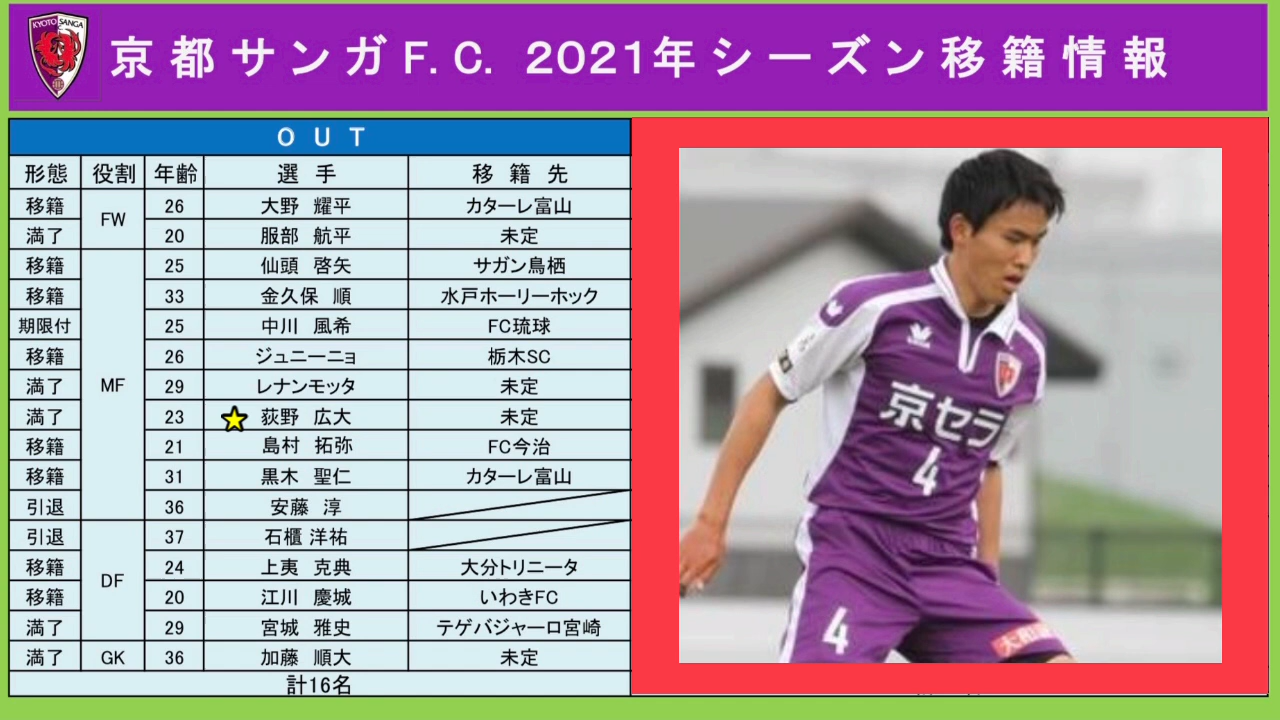 KYOTO SANGA
京都サンガF.C. 2021年シーズン移籍情報
OUT
形態 役割 年齢 選手 移籍先
移籍 FW 26 大野 耀平 カターレ富山
満了 20 服部 航平 未定
移籍 MF 25 仙頭 啓矢 サガン鳥栖
移籍 33 金久保 順 水戸ホーリーホック
期限付 25 中川 風希 FC琉球
移籍 26 ジュニーニョ 栃木SC
満了 29 レナンモッタ 未定
満了 23 荻野 広大 未定
移籍 21 島村 拓弥 FC今治
移籍 31 黒木 聖仁 カターレ富山
引退 36 安藤 淳
引退 DF 37 石櫃 洋祐
移籍 24 上夷 克典 大分トリニータ
移籍 20 江川 慶城 いわきFC
満了 29 宮城 雅史 テゲバジャーロ宮崎
満了 GK 36 加藤 順大 未定
計16名
京セラ
4
4